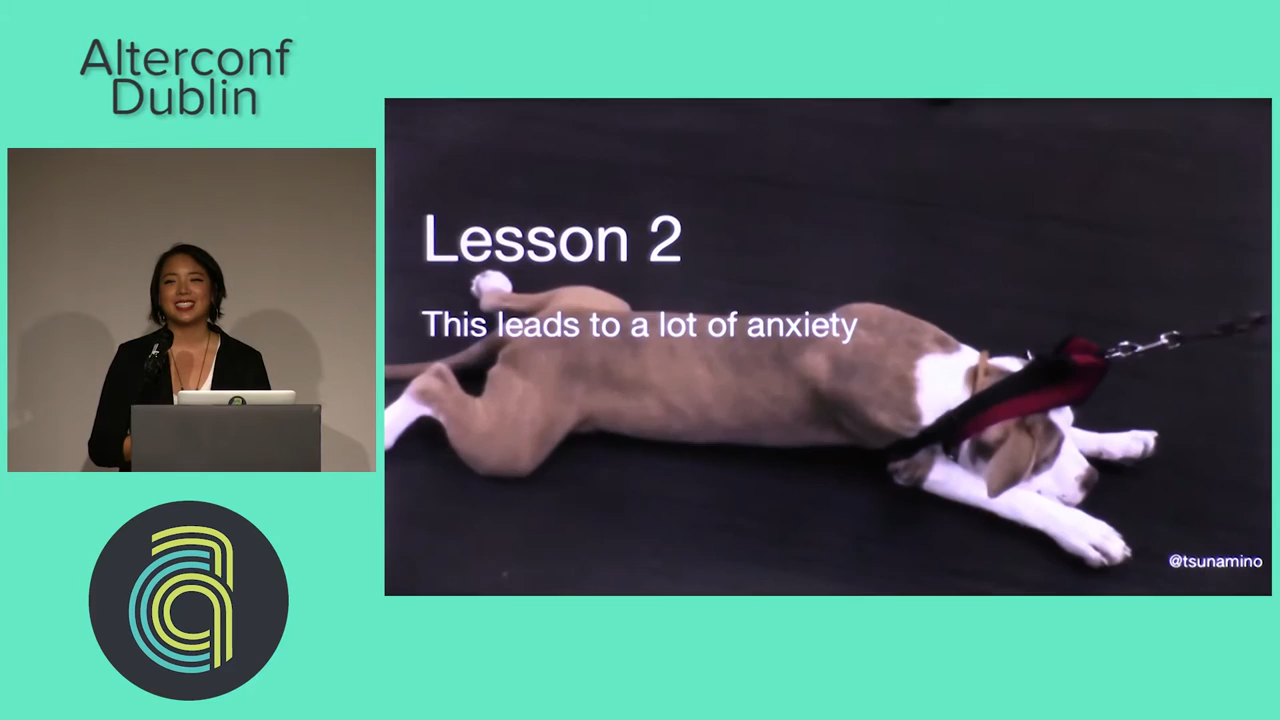 Alterconf
Dublin
Lesson 2
This leads to a lot of anxiety
@tsunamino